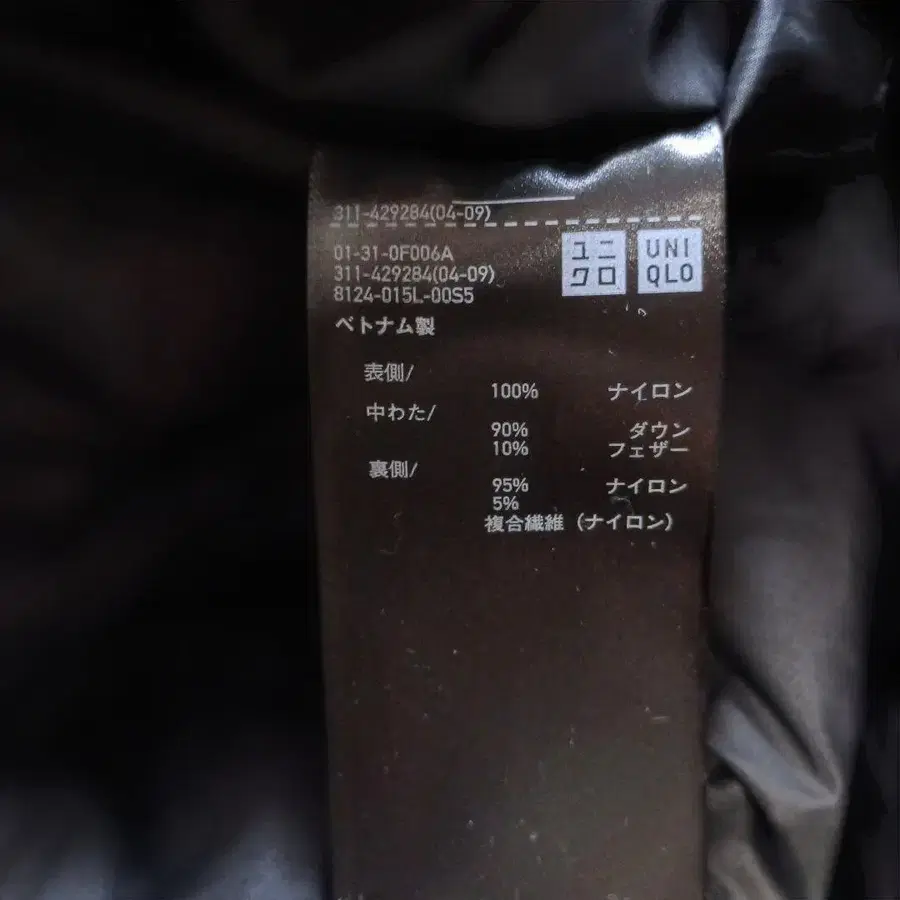 311-429284(04-09)
01-31-0F006A
311-429284(04-09)
8124-015L-00S5
ユニ
クロ
UNI
QLO
ベトナム製
表側/
100% ナイロン
中わた/
90% ダウン
10% フェザー
裏側/
95% ナイロン
5%
複合繊維(ナイロン)